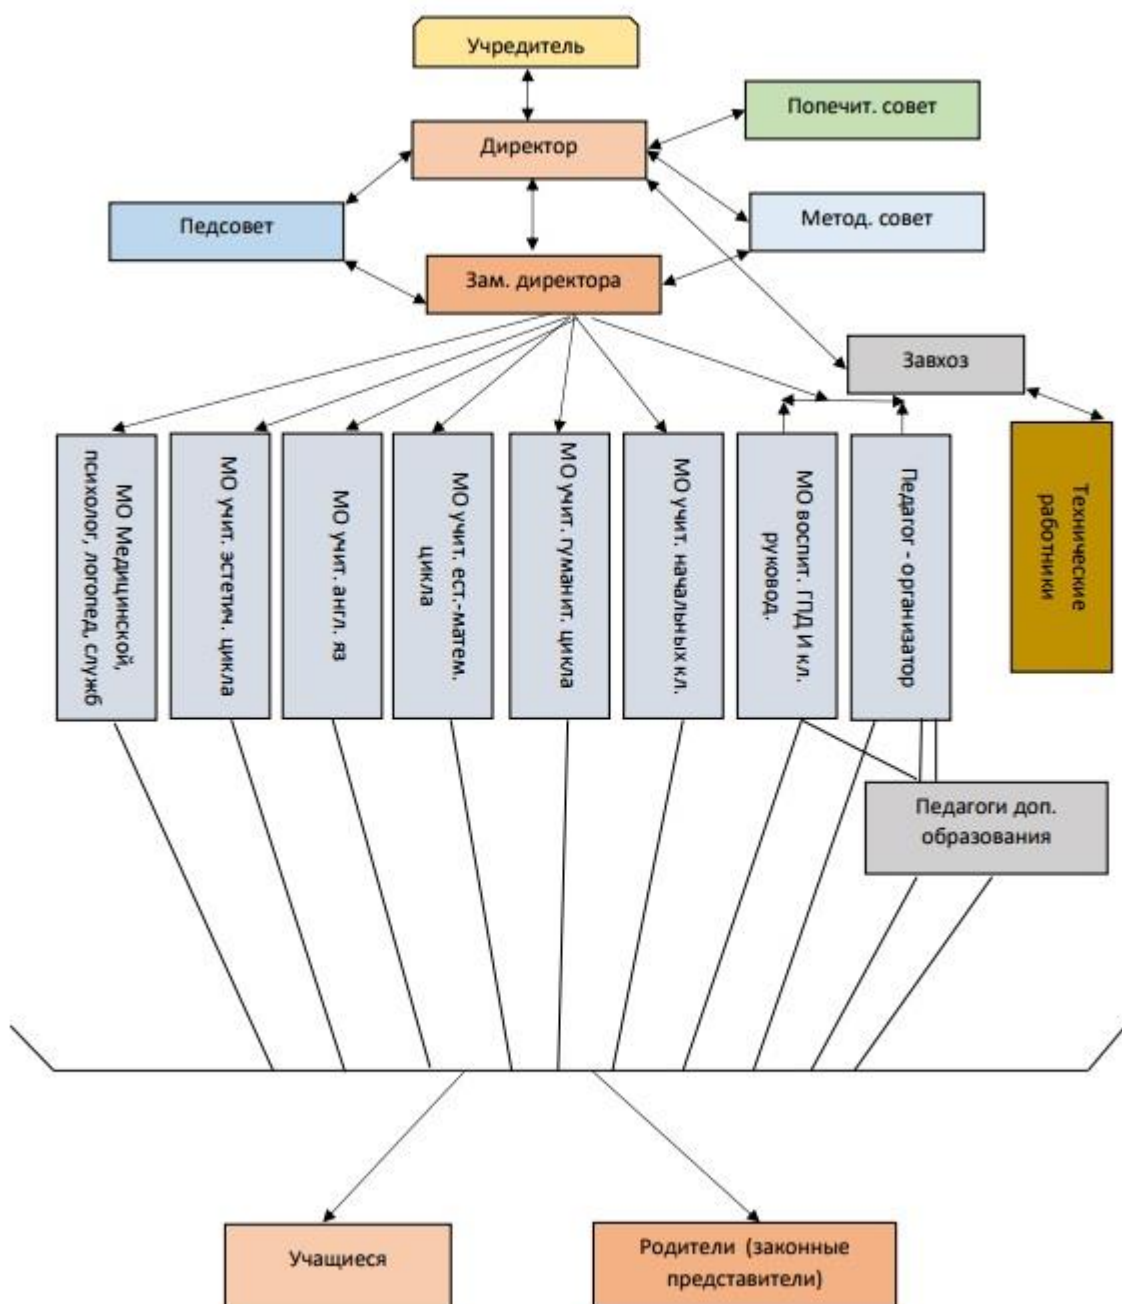 Учредитель
Попечит. совет
Директор
Педсовет
Метод. совет
Зам. директора
Завхоз
МО Медицинской,
психолог, логопед, служб
МО учит. эстетич. цикла
МО учит. англ. яз
МО учит. ест.-матем.
цикла
МО учит. гуманит. цикла
МО учит. начальных кл.
МО воспит. ГПД И кл.
руковод.
Педагог - организатор
Технические
работники
Педагоги доп.
образования
Учащиеся
Родители (законные
представители)